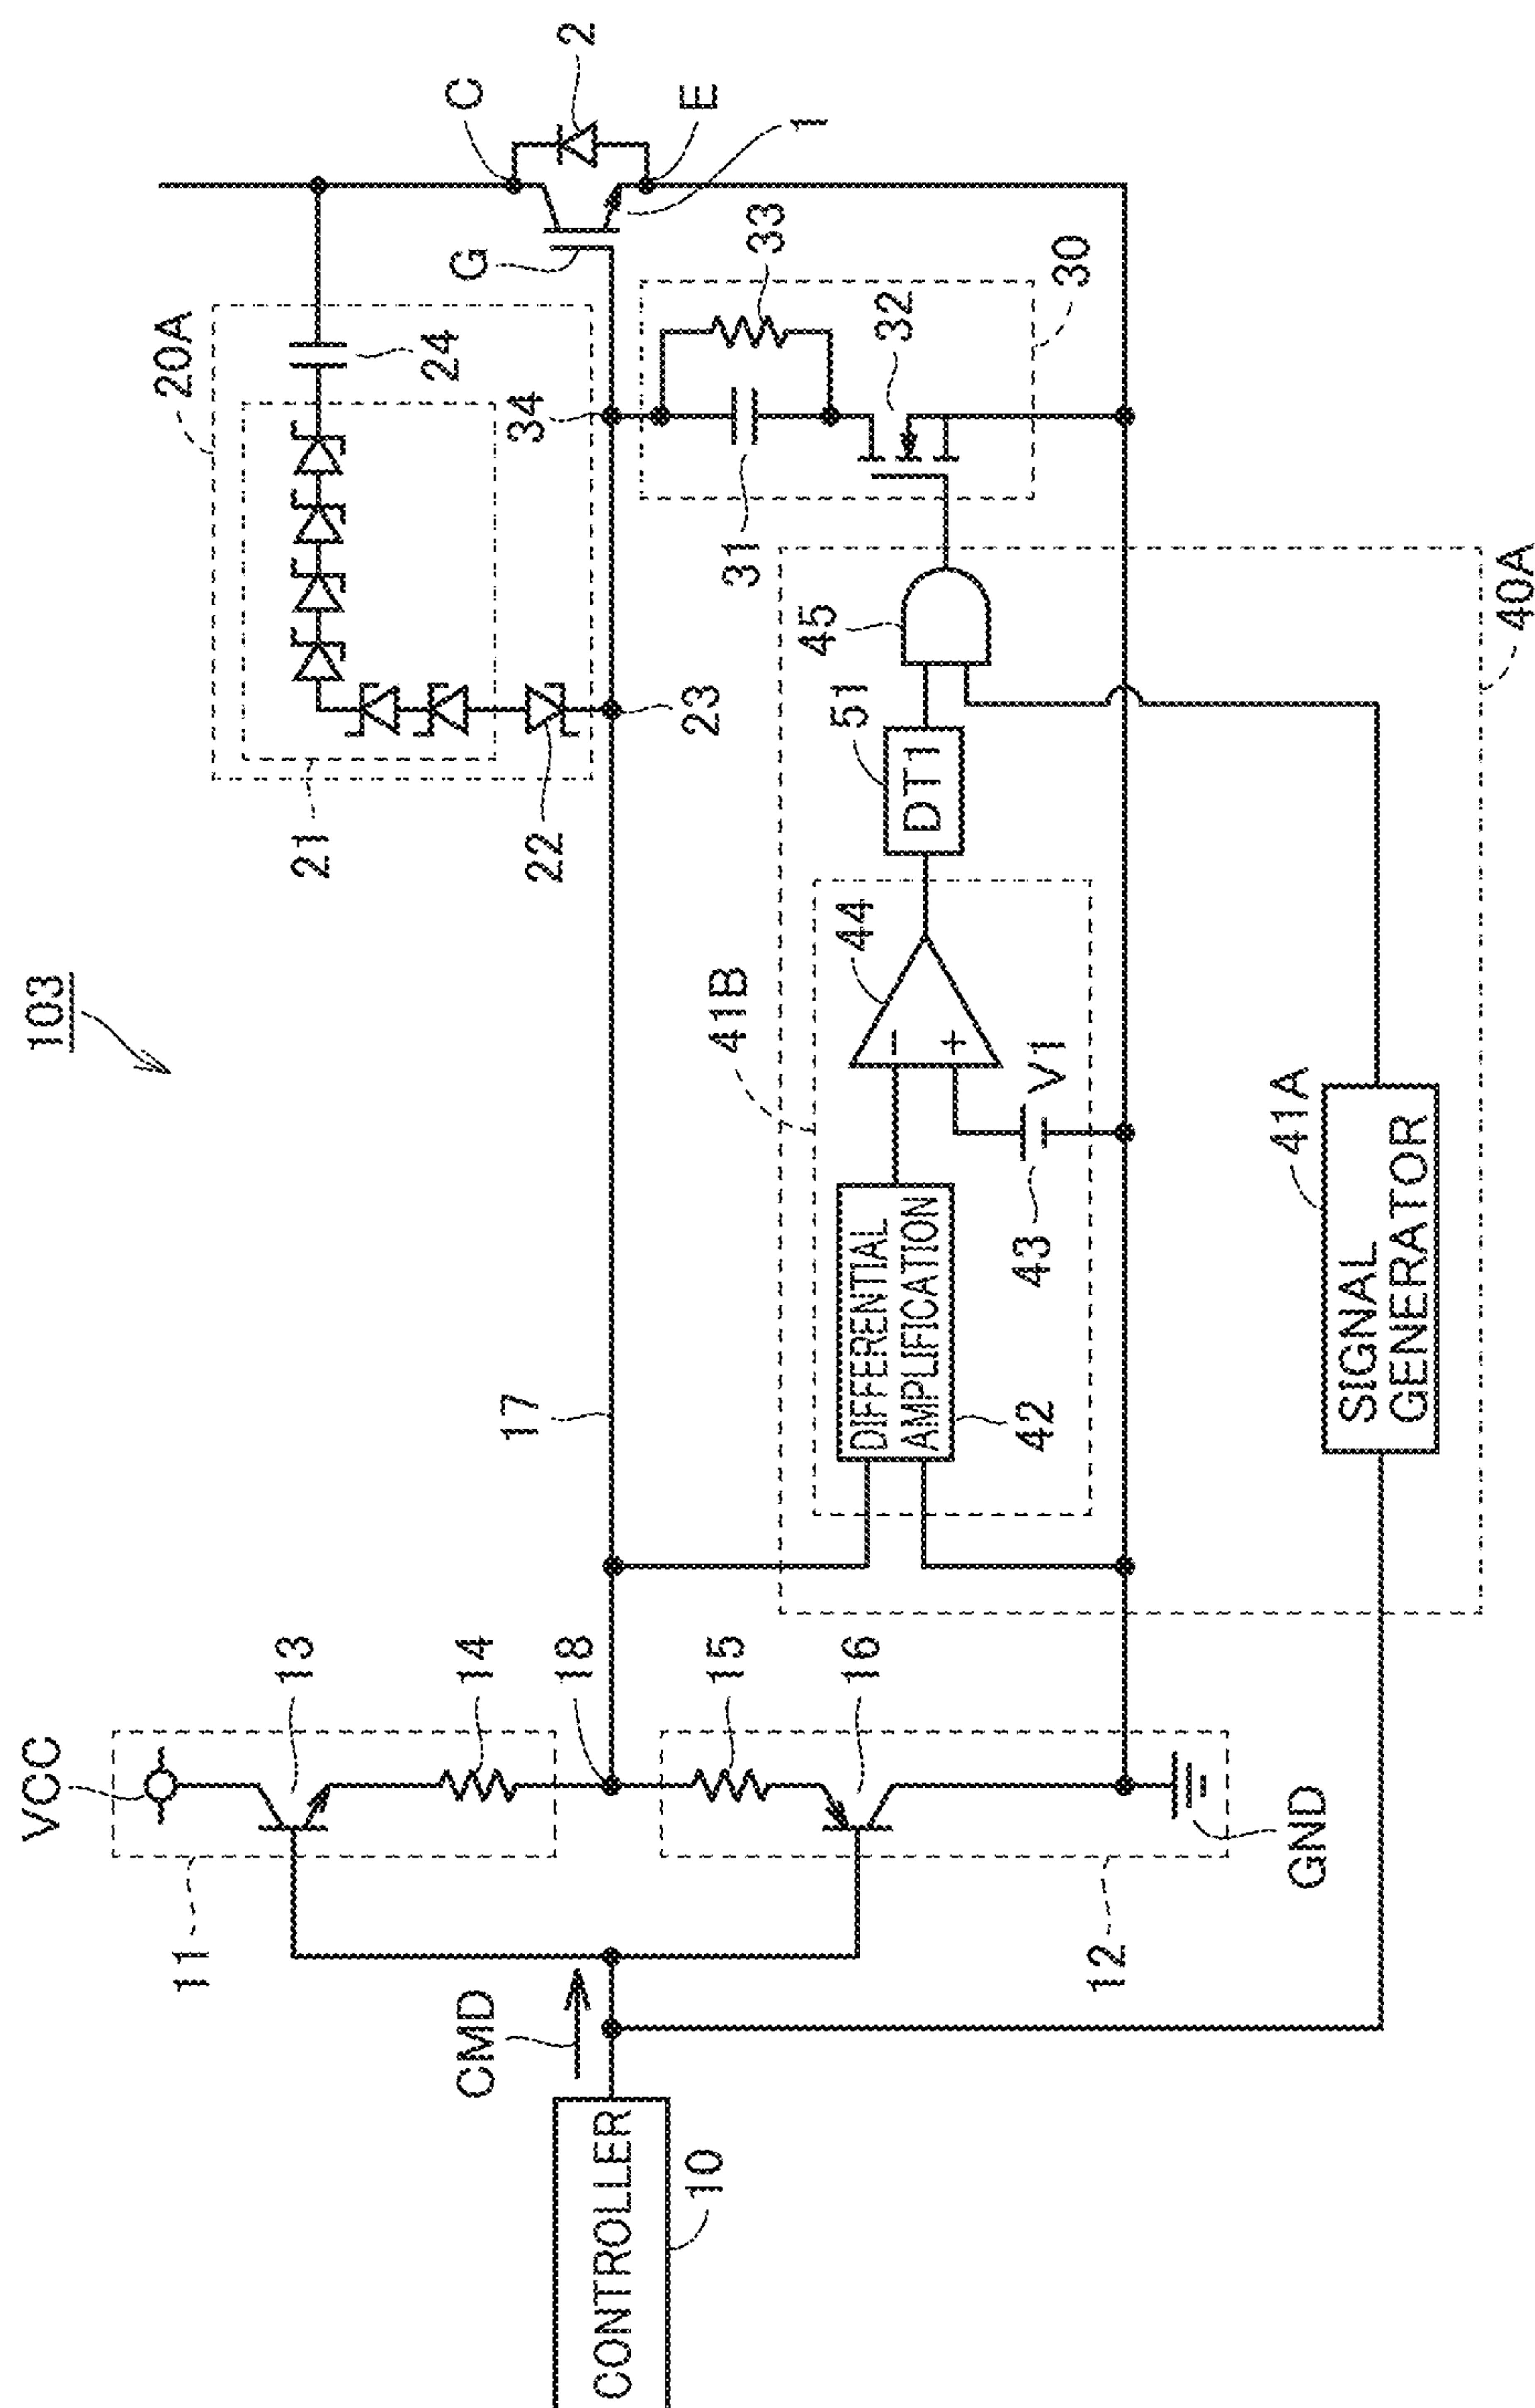 103
VCC
13
11
14
CMD
18
CONTROLLER
10
15
16
12
GND
17
20A
21
22
23
24
34
C
2
E
1
G
33
32
30
31
45
51
DT1
44
41B
V1
43
DIFFERENTIAL
AMPLIFICATION
42
41A
SIGNAL
GENERATOR
40A